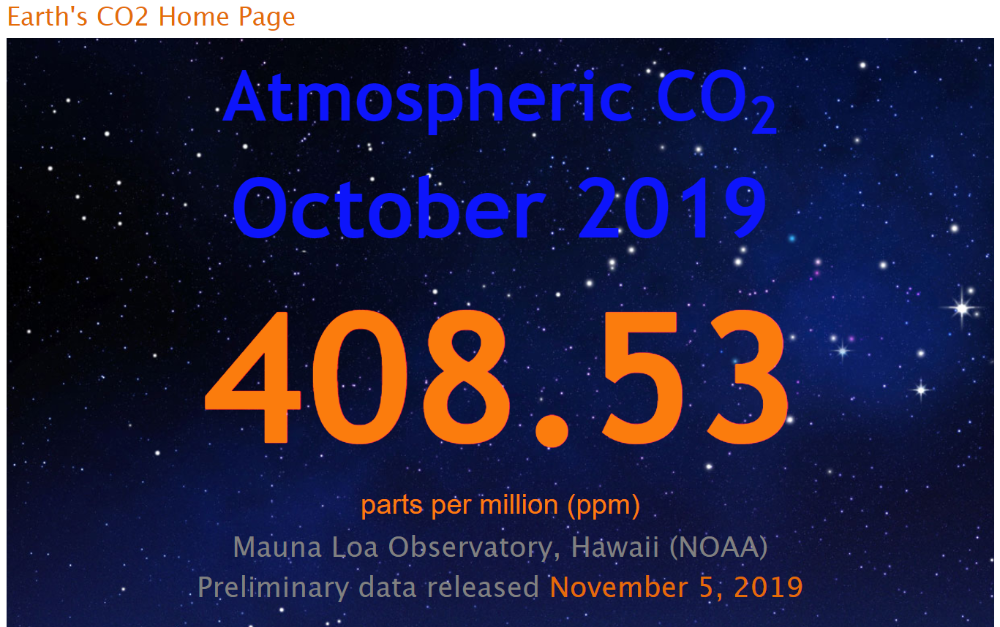 Earth's CO2 Home Page
Atmospheric CO₂
October 2019
408.53
parts per million (ppm)
Mauna Loa Observatory, Hawaii (NOAA)
Preliminary data released November 5, 2019